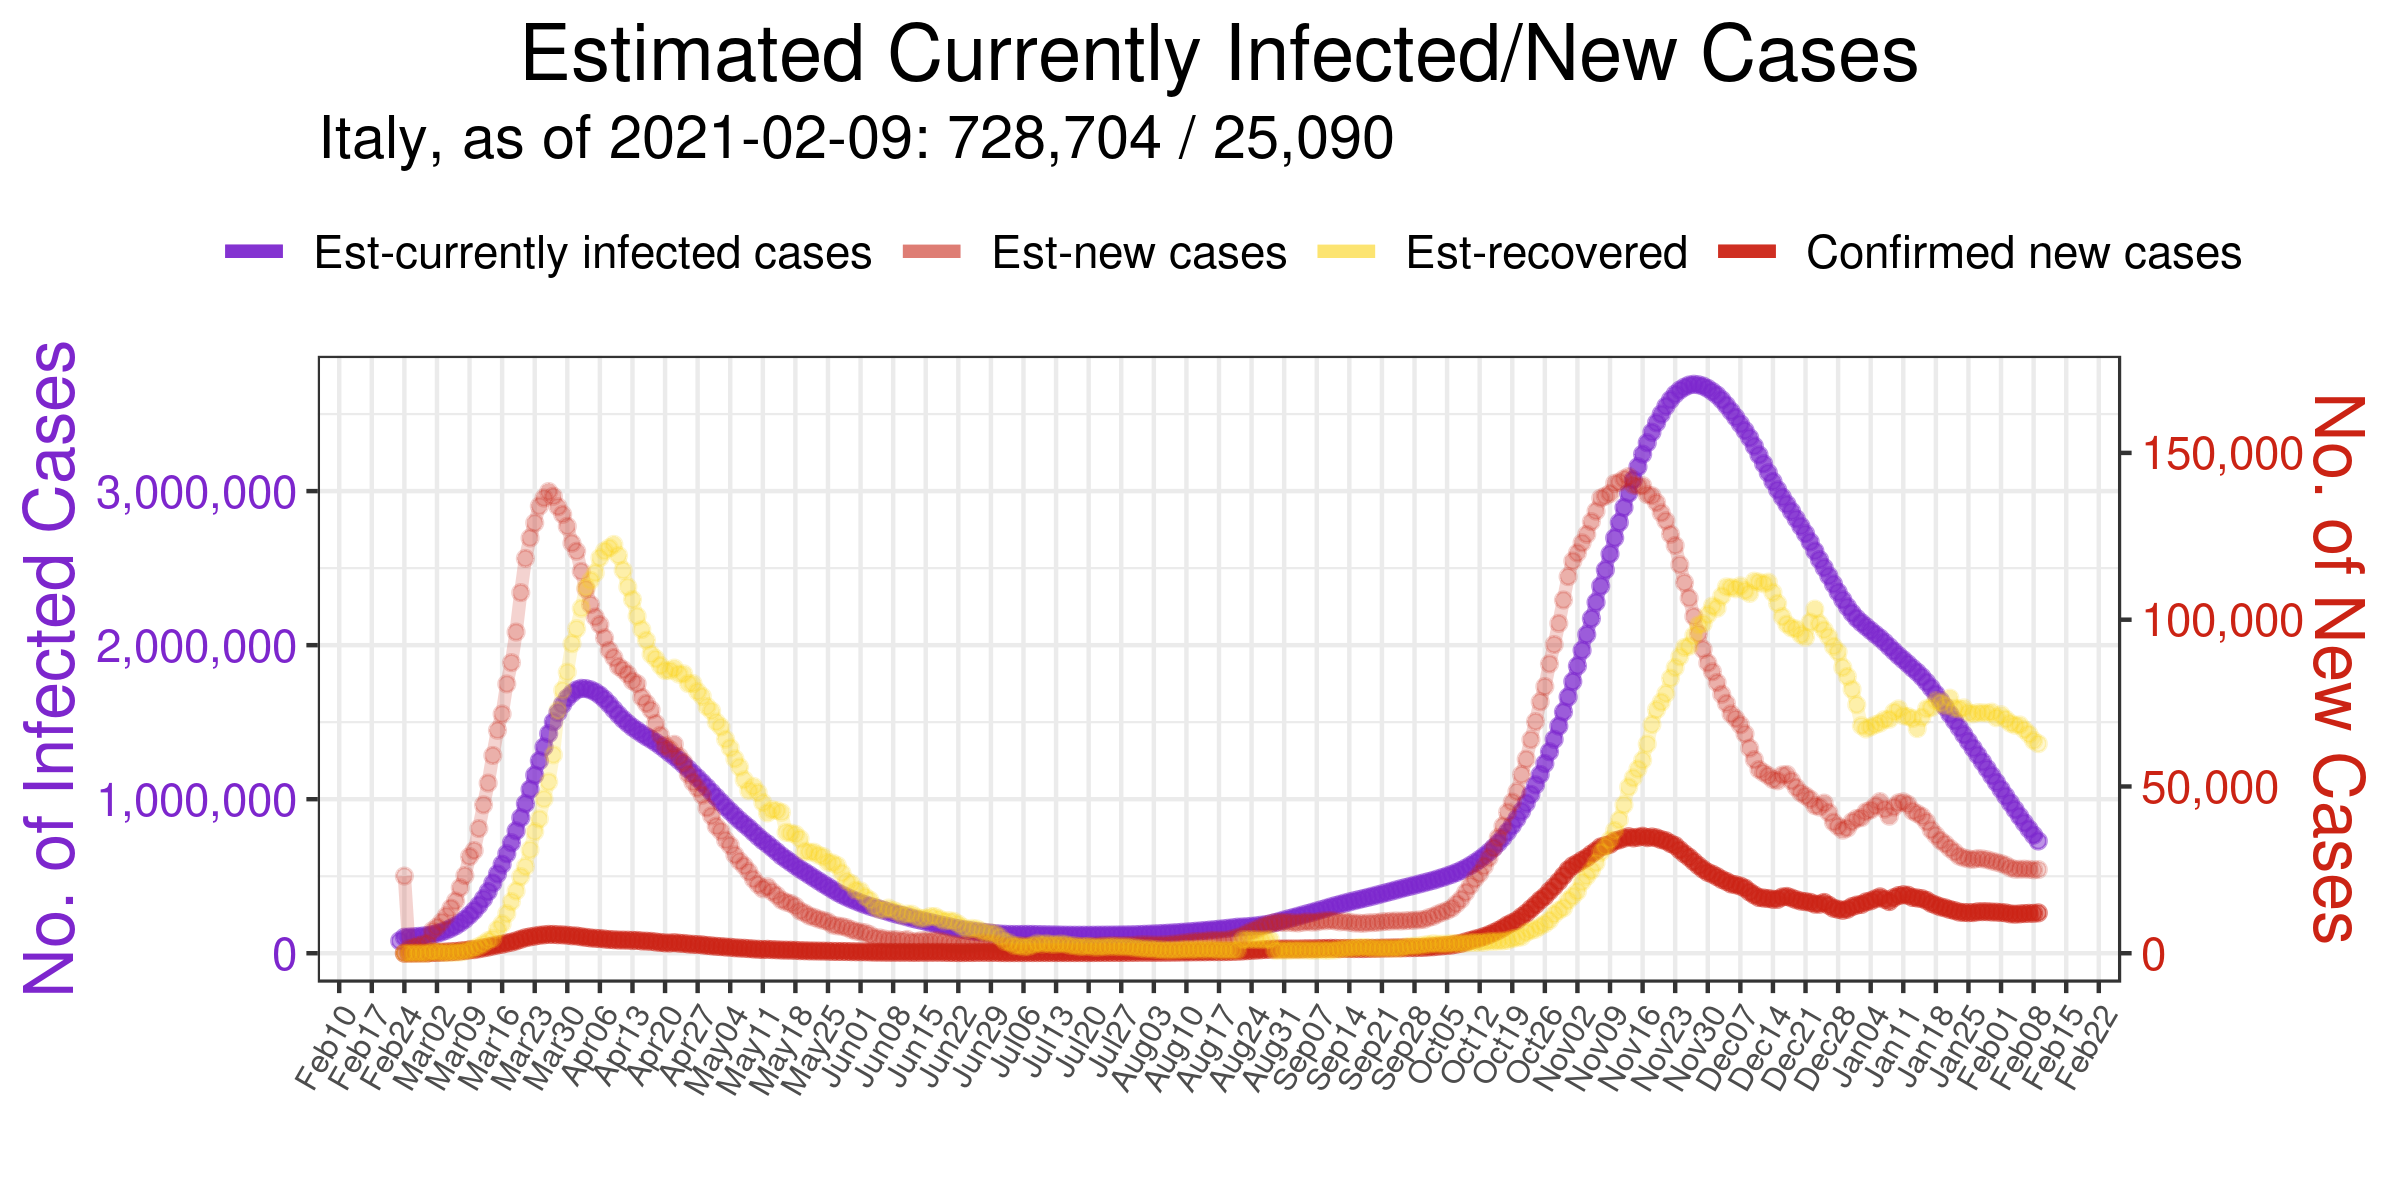 Estimated Currently Infected/New Cases
Italy, as of 2021-02-09: 728,704 / 25,090
Est-currently infected cases Est-new cases Est-recovered Confirmed new cases
No. of Infected Cases
3,000,000
2,000,000
1,000,000
0
150,000
100,000
50,000
0
No. of New Cases
Feb10 Feb17 Feb24 Mar02 Mar09 Mar16 Mar23 Mar30 Apr06 Apr13 Apr20 Apr27 May04 May11 May18 May25 Jun01 Jun08 Jun15 Jun22 Jun29 Jul06 Jul13 Jul20 Jul27 Aug03 Aug10 Aug17 Aug24 Aug31 Sep07 Sep14 Sep21 Sep28 Oct05 Oct12 Oct19 Oct26 Nov02 Nov09 Nov16 Nov23 Nov30 Dec07 Dec14 Dec21 Dec28 Jan04 Jan11 Jan18 Jan25 Feb01 Feb08 Feb15 Feb22